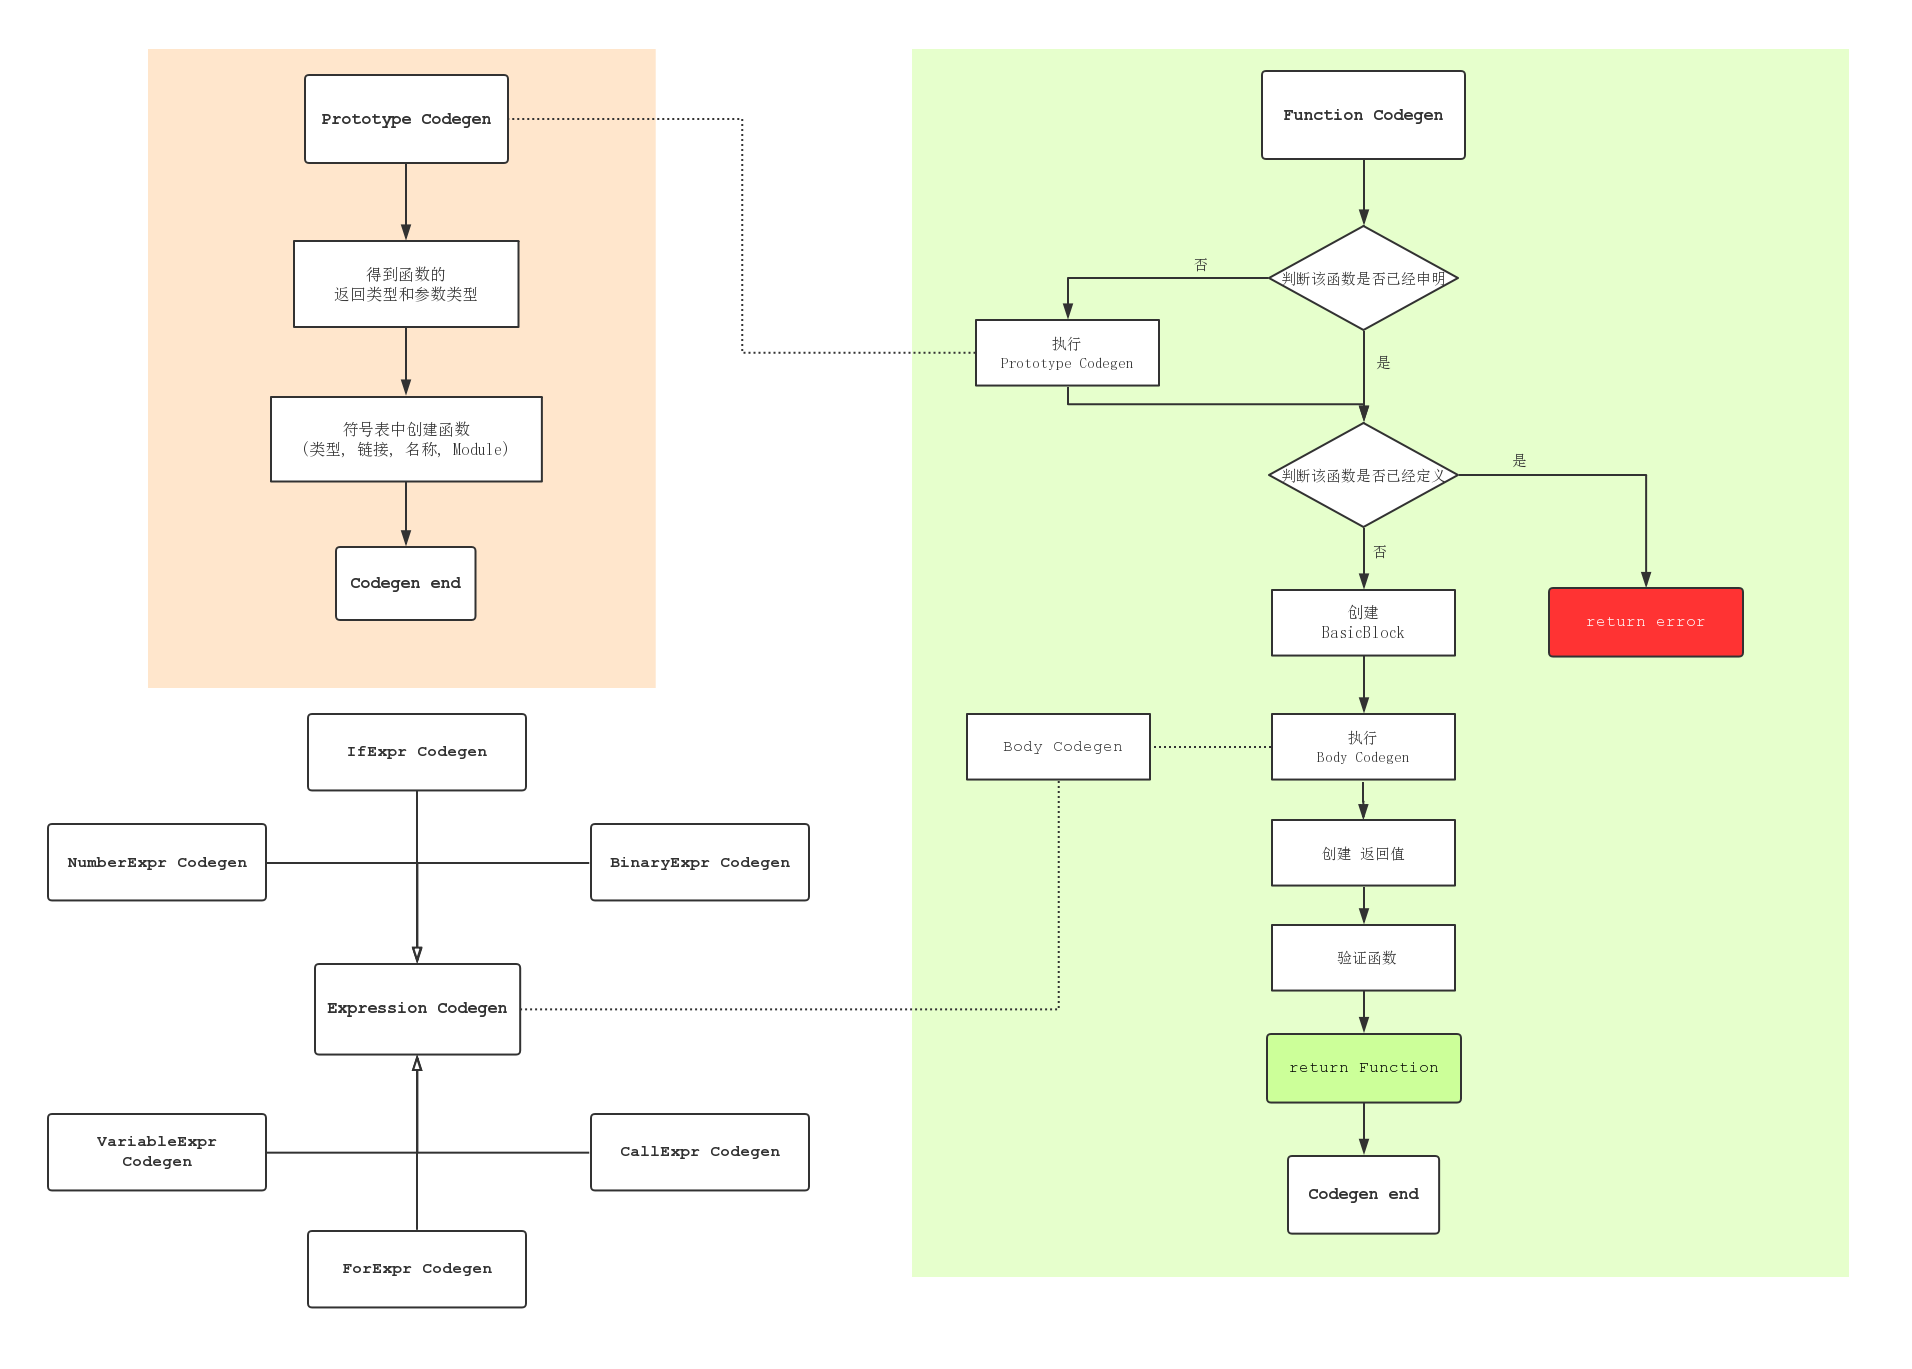 Prototype Codegen
得到函数的
返回类型和参数类型
符号表中创建函数
(类型, 链接, 名称, Module)
Codegen end
Function Codegen
判断该函数是否已经申明
否
执行
Prototype Codegen
是
判断该函数是否已经定义
是
否
创建
BasicBlock
return error
Body Codegen
执行
Body Codegen
创建 返回值
验证函数
return Function
Codegen end
IfExpr Codegen
NumberExpr Codegen
BinaryExpr Codegen
Expression Codegen
VariableExpr
Codegen
CallExpr Codegen
ForExpr Codegen